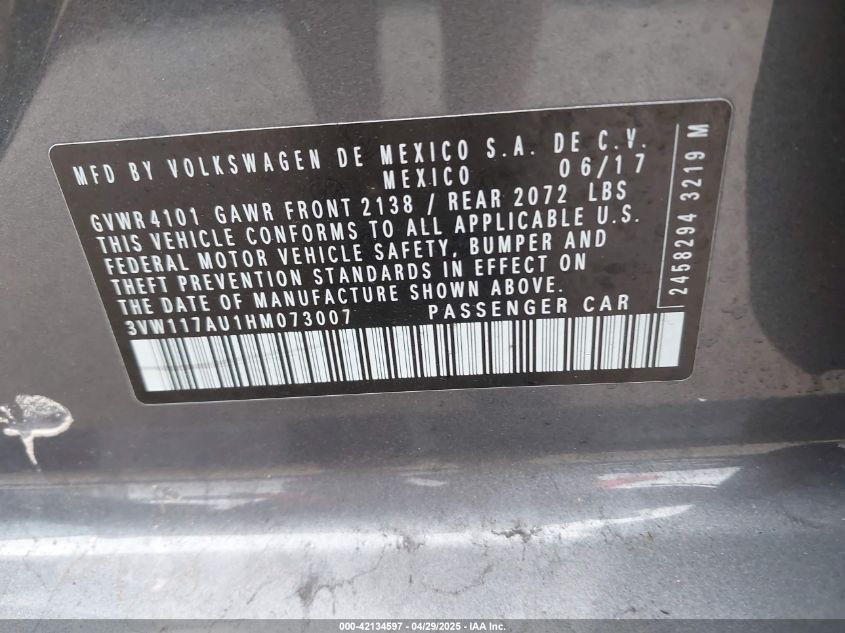 MFD BY VOLKSWAGEN DE MEXICO S.A. DE C.V.
MEXICO 06/17
GVWR 4101 GAWR FRONT 2138 / REAR 2072 LBS
THIS VEHICLE CONFORMS TO ALL APPLICABLE U.S.
FEDERAL MOTOR VEHICLE SAFETY, BUMPER AND
THEFT PREVENTION STANDARDS IN EFFECT ON
THE DATE OF MANUFACTURE SHOWN ABOVE.
3VW117AU1HM073007 PASSENGER CAR
2458294 3219 M
000-42134597 - 04/29/2025 - IAA Inc.